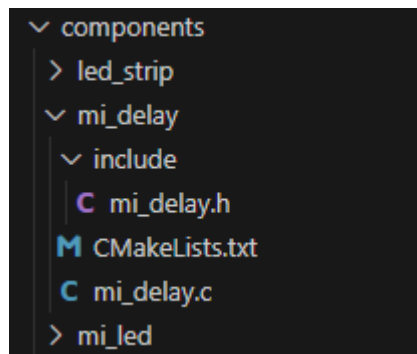 components
led_strip
mi_delay
include
C mi_delay.h
M CMakeLists.txt
C mi_delay.c
mi_led